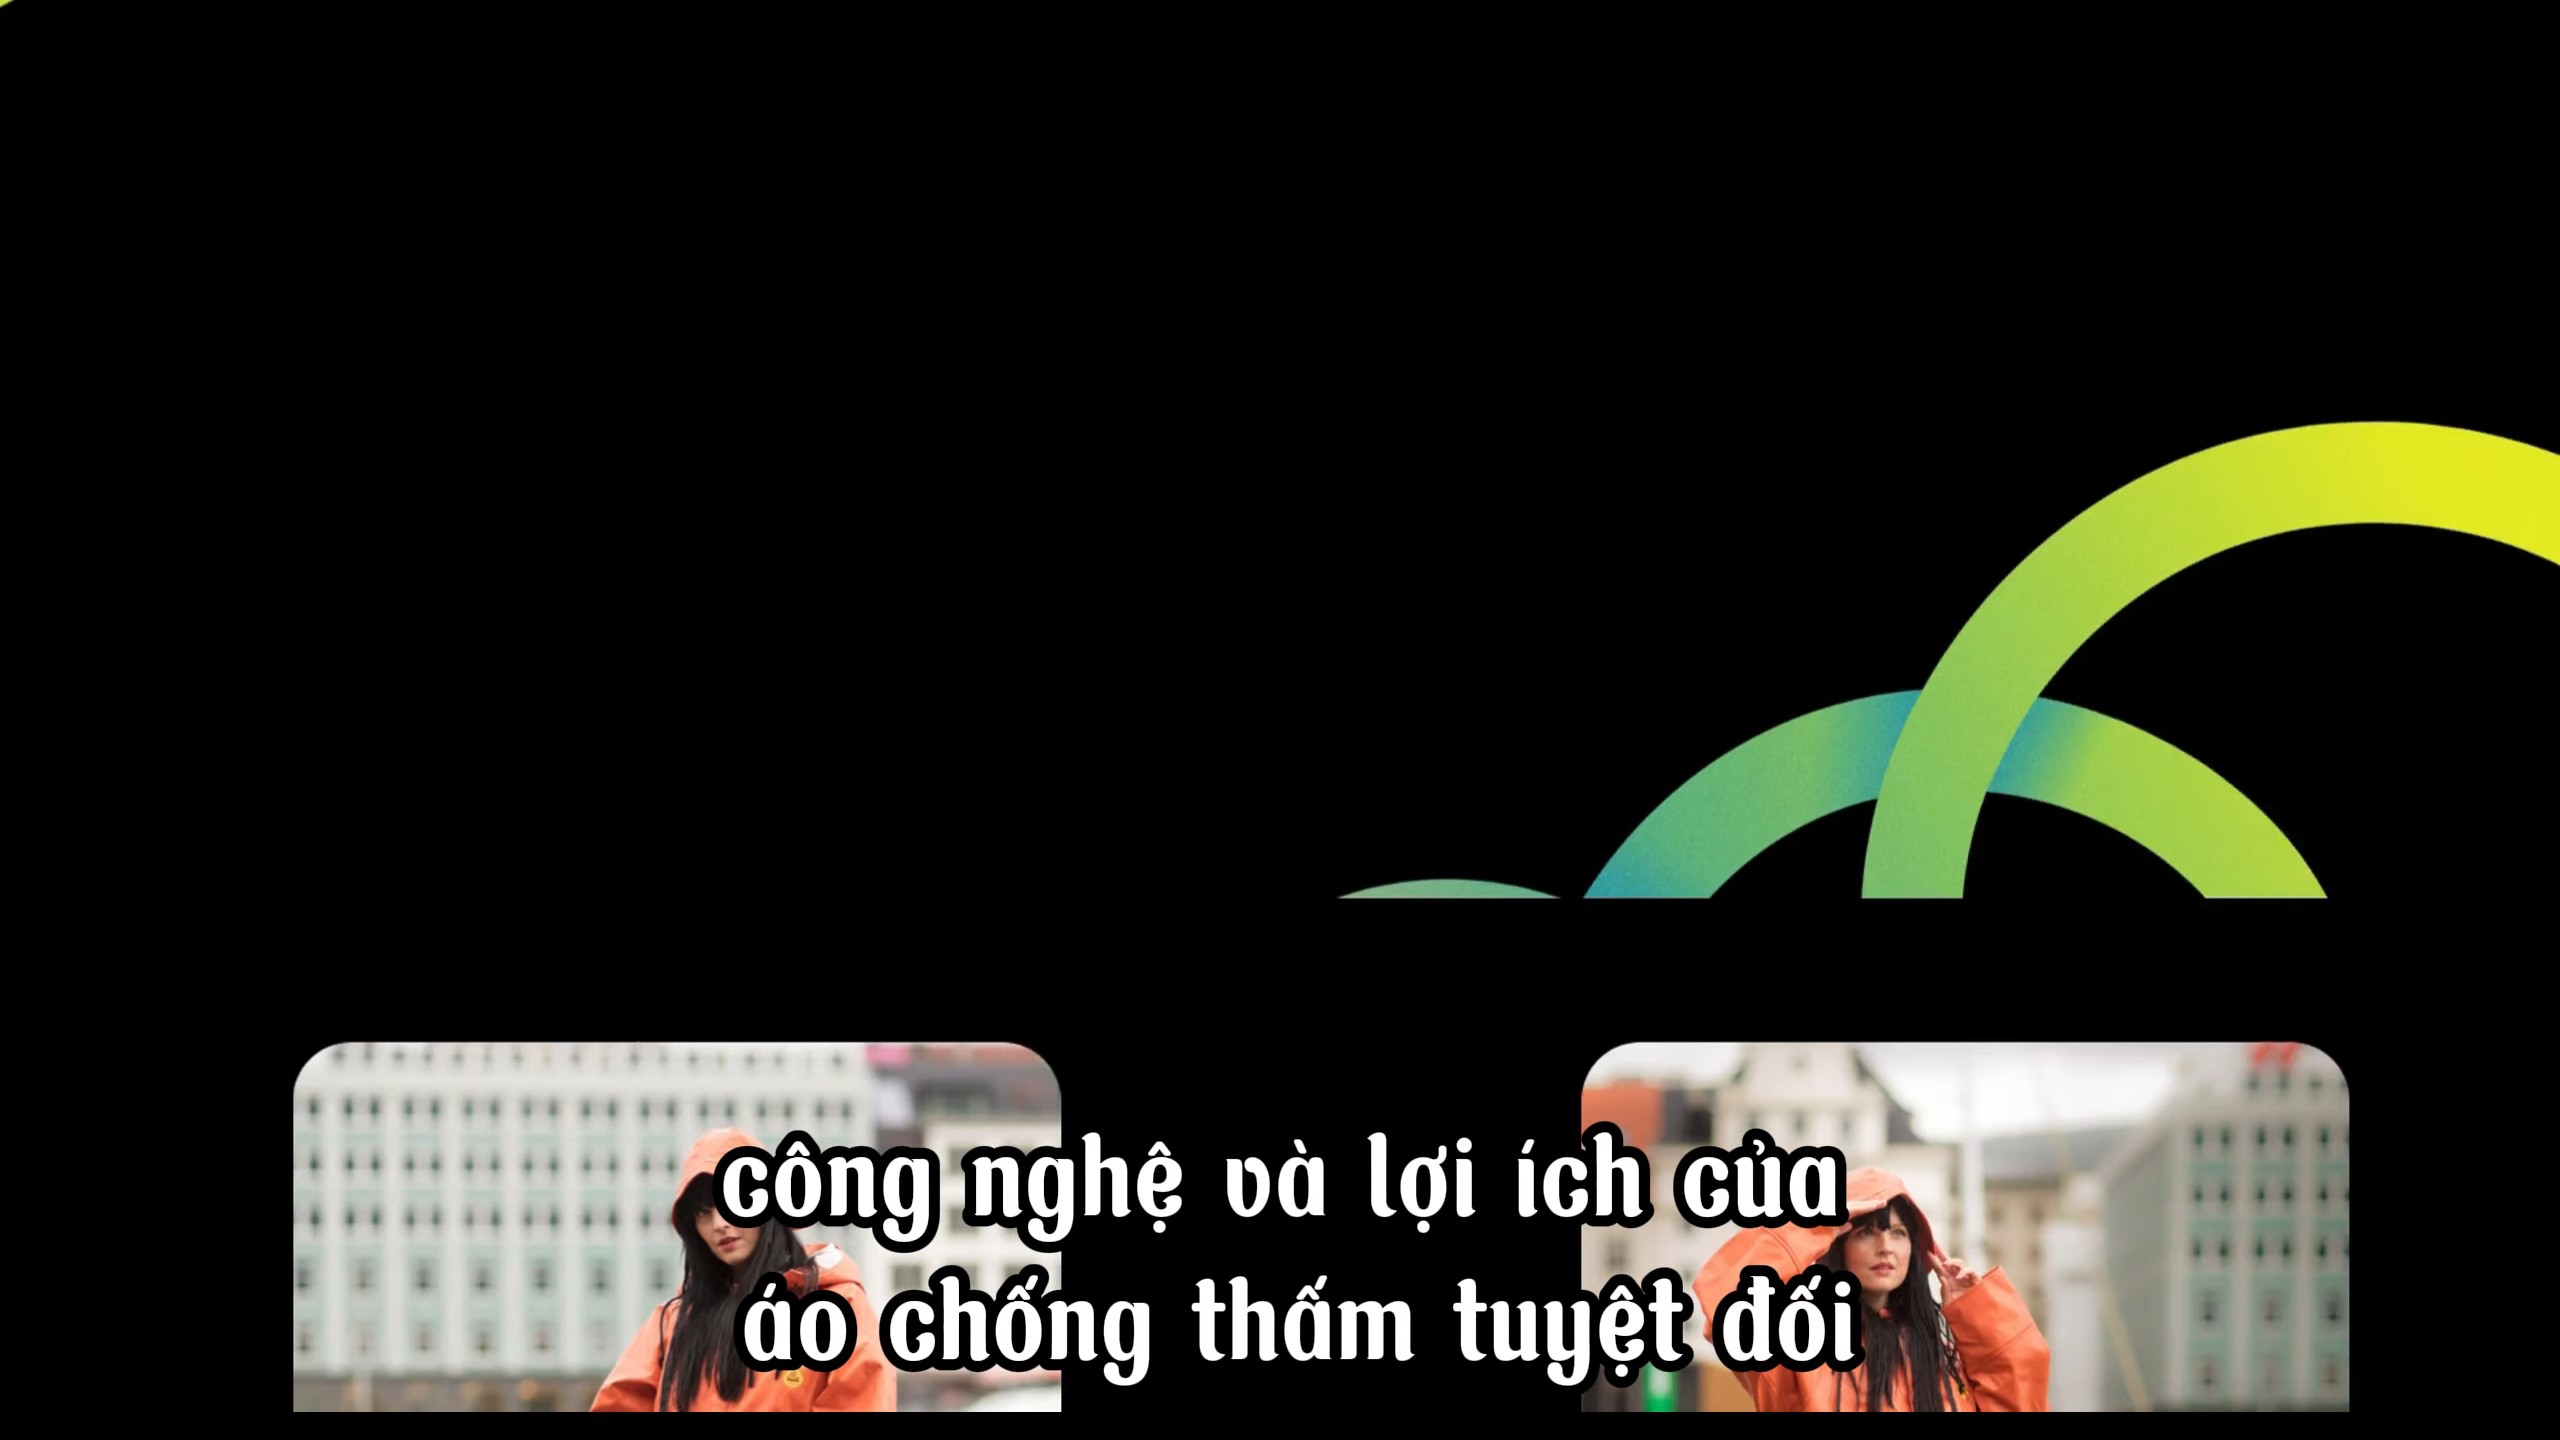 công nghệ và lợi ích của
áo chống thấm tuyệt đối